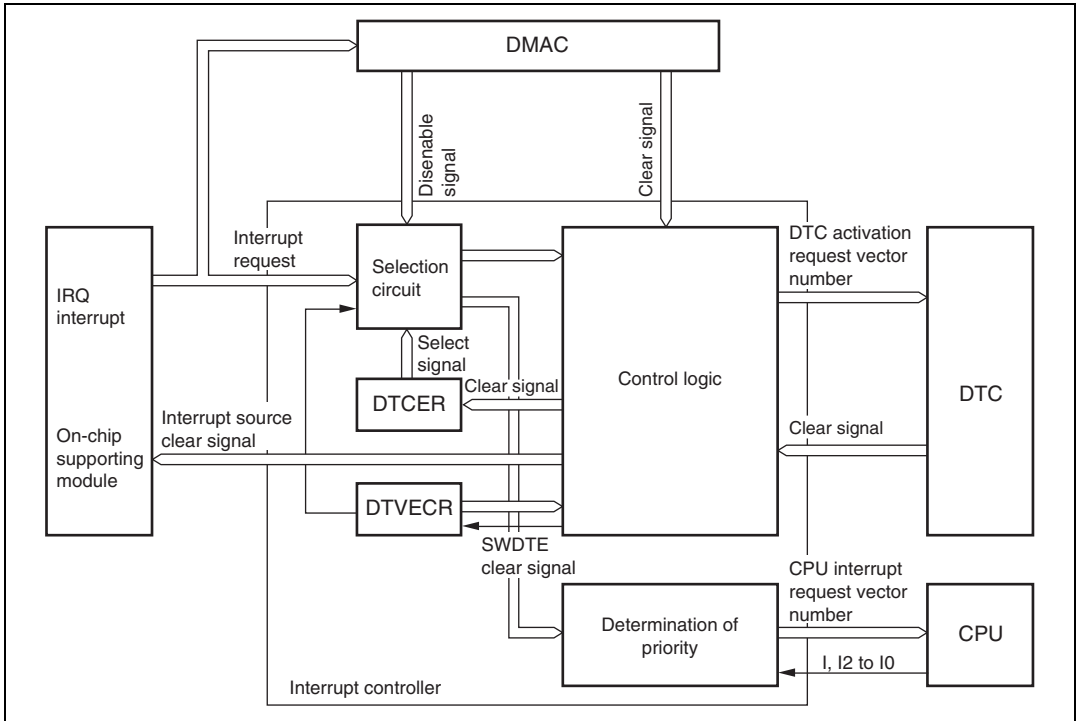 DMAC
Disenable
signal
Clear signal
Interrupt
request
DTC activation
request vector
number
IRQ
interrupt
Selection
circuit
Select
signal
Control logic
DTC
DTCER
Clear signal
Interrupt source
clear signal
Clear signal
On-chip
supporting
module
DTVECR
SWDTE
clear signal
CPU interrupt
request vector
number
Determination of
priority
CPU
I, I2 to I0
Interrupt controller